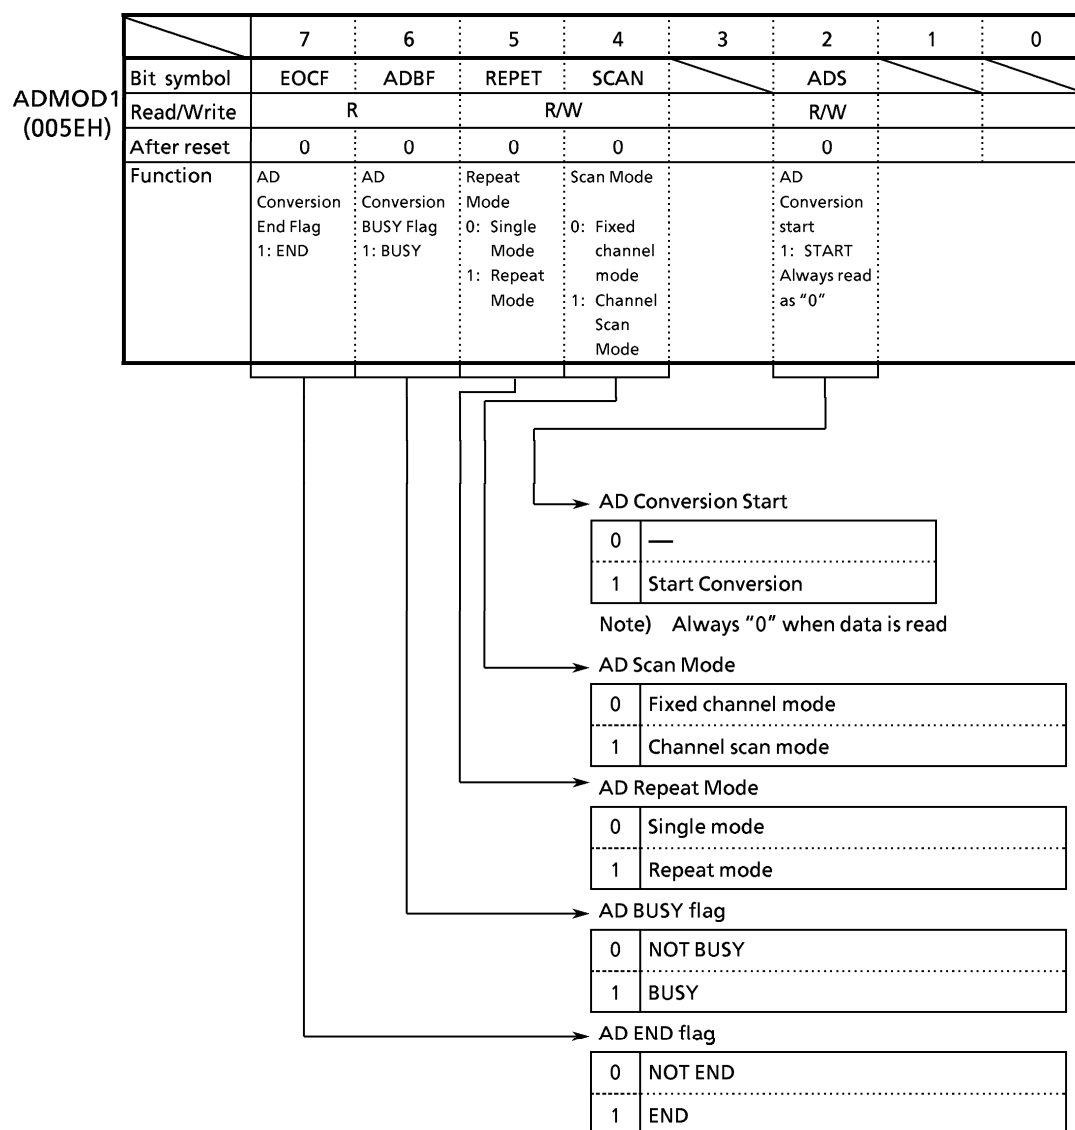 7 6 5 4 3 2 1 0
ADMOD1
(005EH)
Bit symbol EOCF ADBF REPET SCAN ADS
Read/Write R R/W R/W
After reset 0 0 0 0 0
Function
AD
Conversion
End Flag
1: END
AD
Conversion
BUSY Flag
1: BUSY
Repeat
Mode
0: Single
Mode
1: Repeat
Mode
Scan Mode
0: Fixed
channel
mode
1: Channel
Scan
Mode
AD
Conversion
start
1: START
Always read
as "0"
AD Conversion Start
0 —
1 Start Conversion
Note) Always "0" when data is read
AD Scan Mode
0 Fixed channel mode
1 Channel scan mode
AD Repeat Mode
0 Single mode
1 Repeat mode
AD BUSY flag
0 NOT BUSY
1 BUSY
AD END flag
0 NOT END
1 END